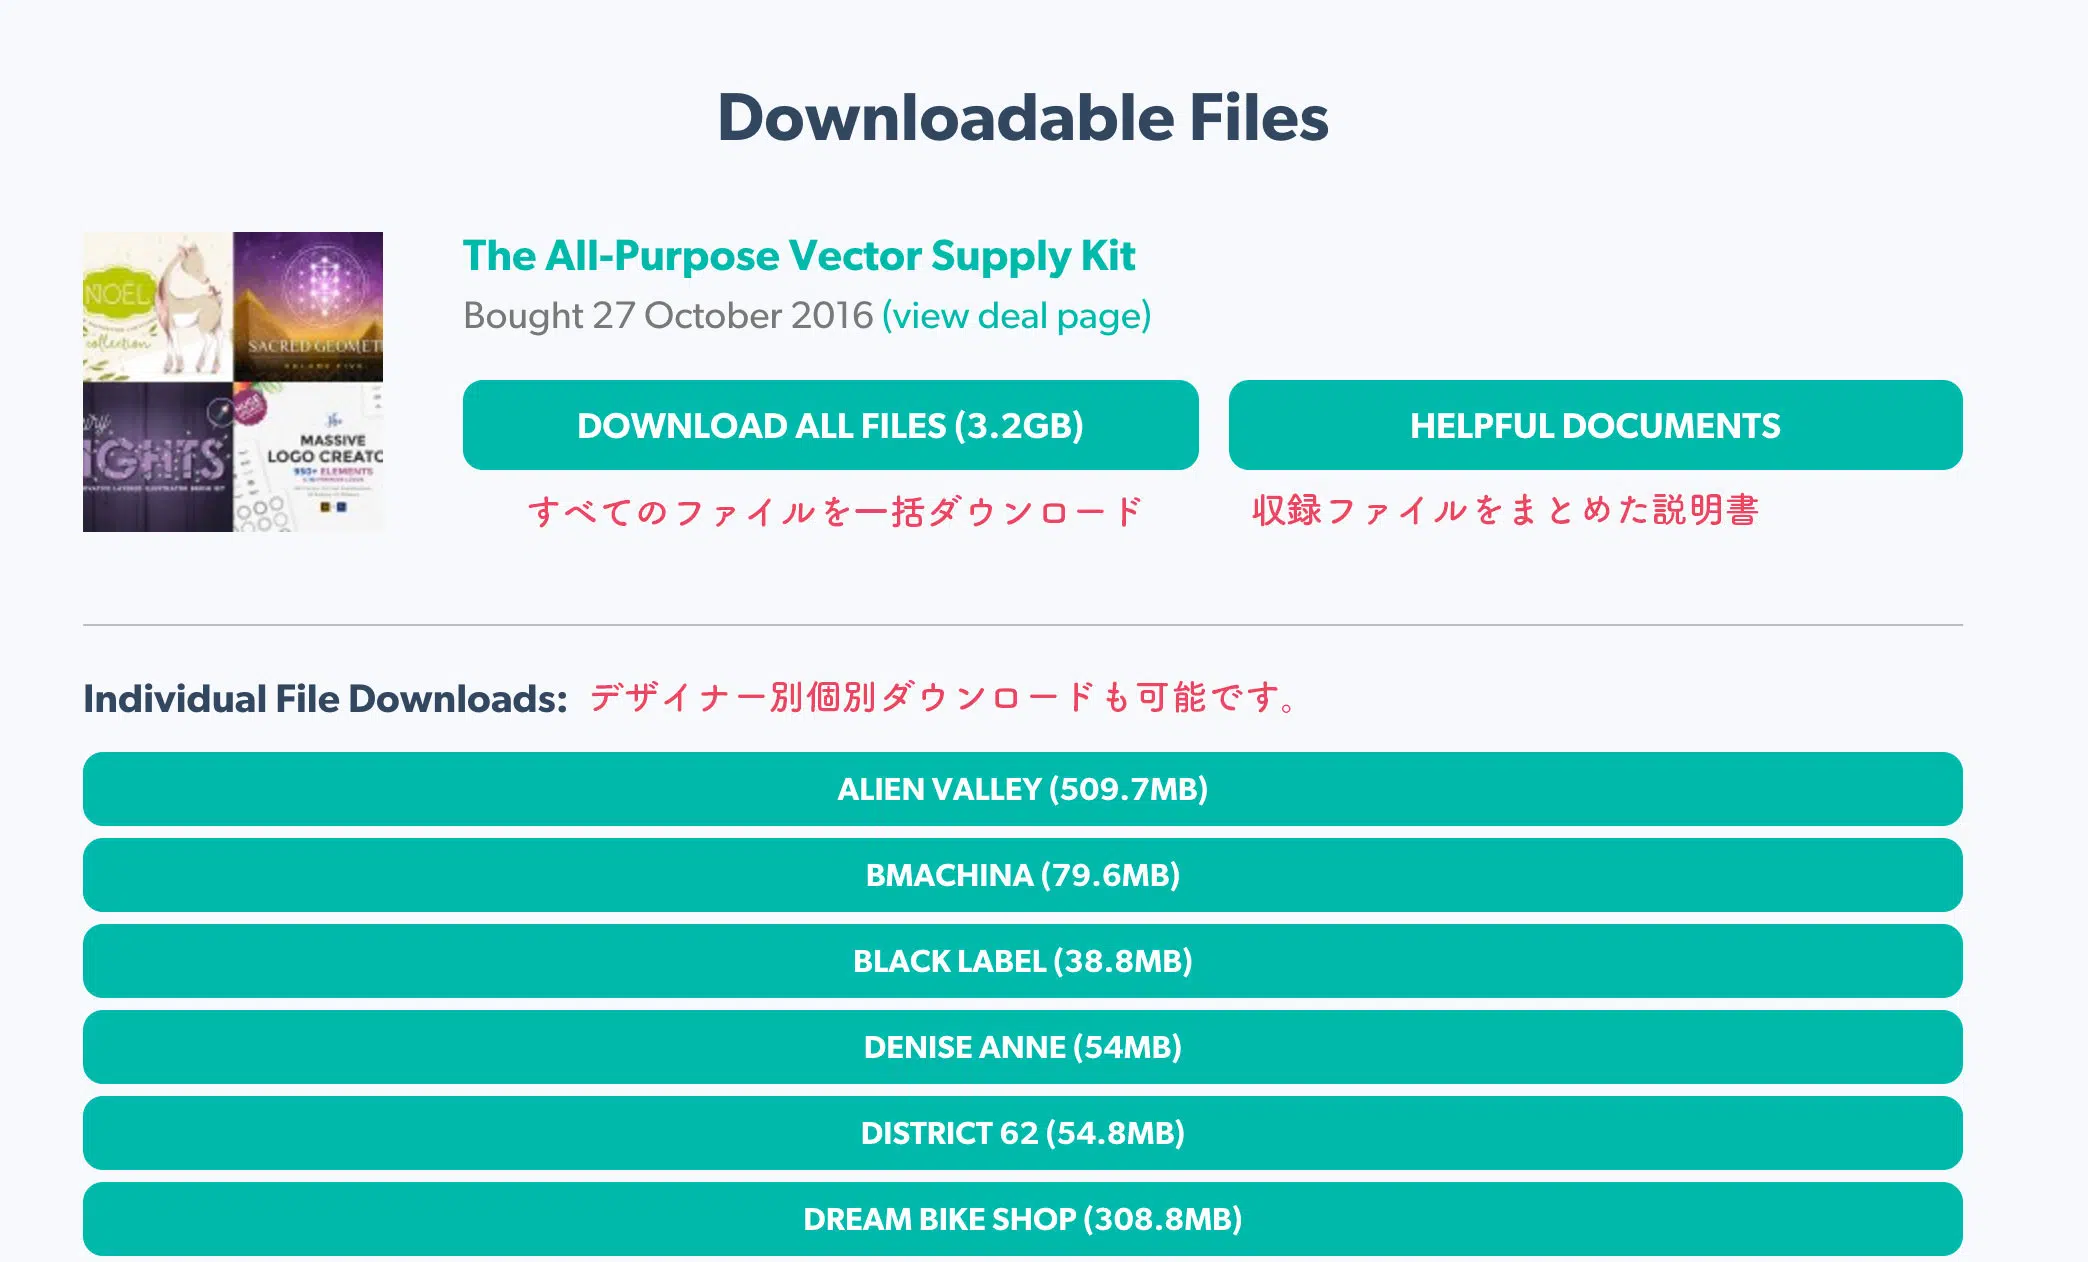 Downloadable Files
The All-Purpose Vector Supply Kit
Bought 27 October 2016 (view deal page)
NOEL
collection
SACRED GEOMET
VOLUME FIVE
IGHTS
MASSIVE
LOGO CREATO
950+ ELEMENTS
DOWNLOAD ALL FILES (3.2GB)
HELPFUL DOCUMENTS
すべてのファイルを一括ダウンロード
収録ファイルをまとめた説明書
Individual File Downloads: デザイナー別個別ダウンロードも可能です。
ALIEN VALLEY (509.7MB)
BMACHINA (79.6MB)
BLACK LABEL (38.8MB)
DENISE ANNE (54MB)
DISTRICT 62 (54.8MB)
DREAM BIKE SHOP (308.8MB)